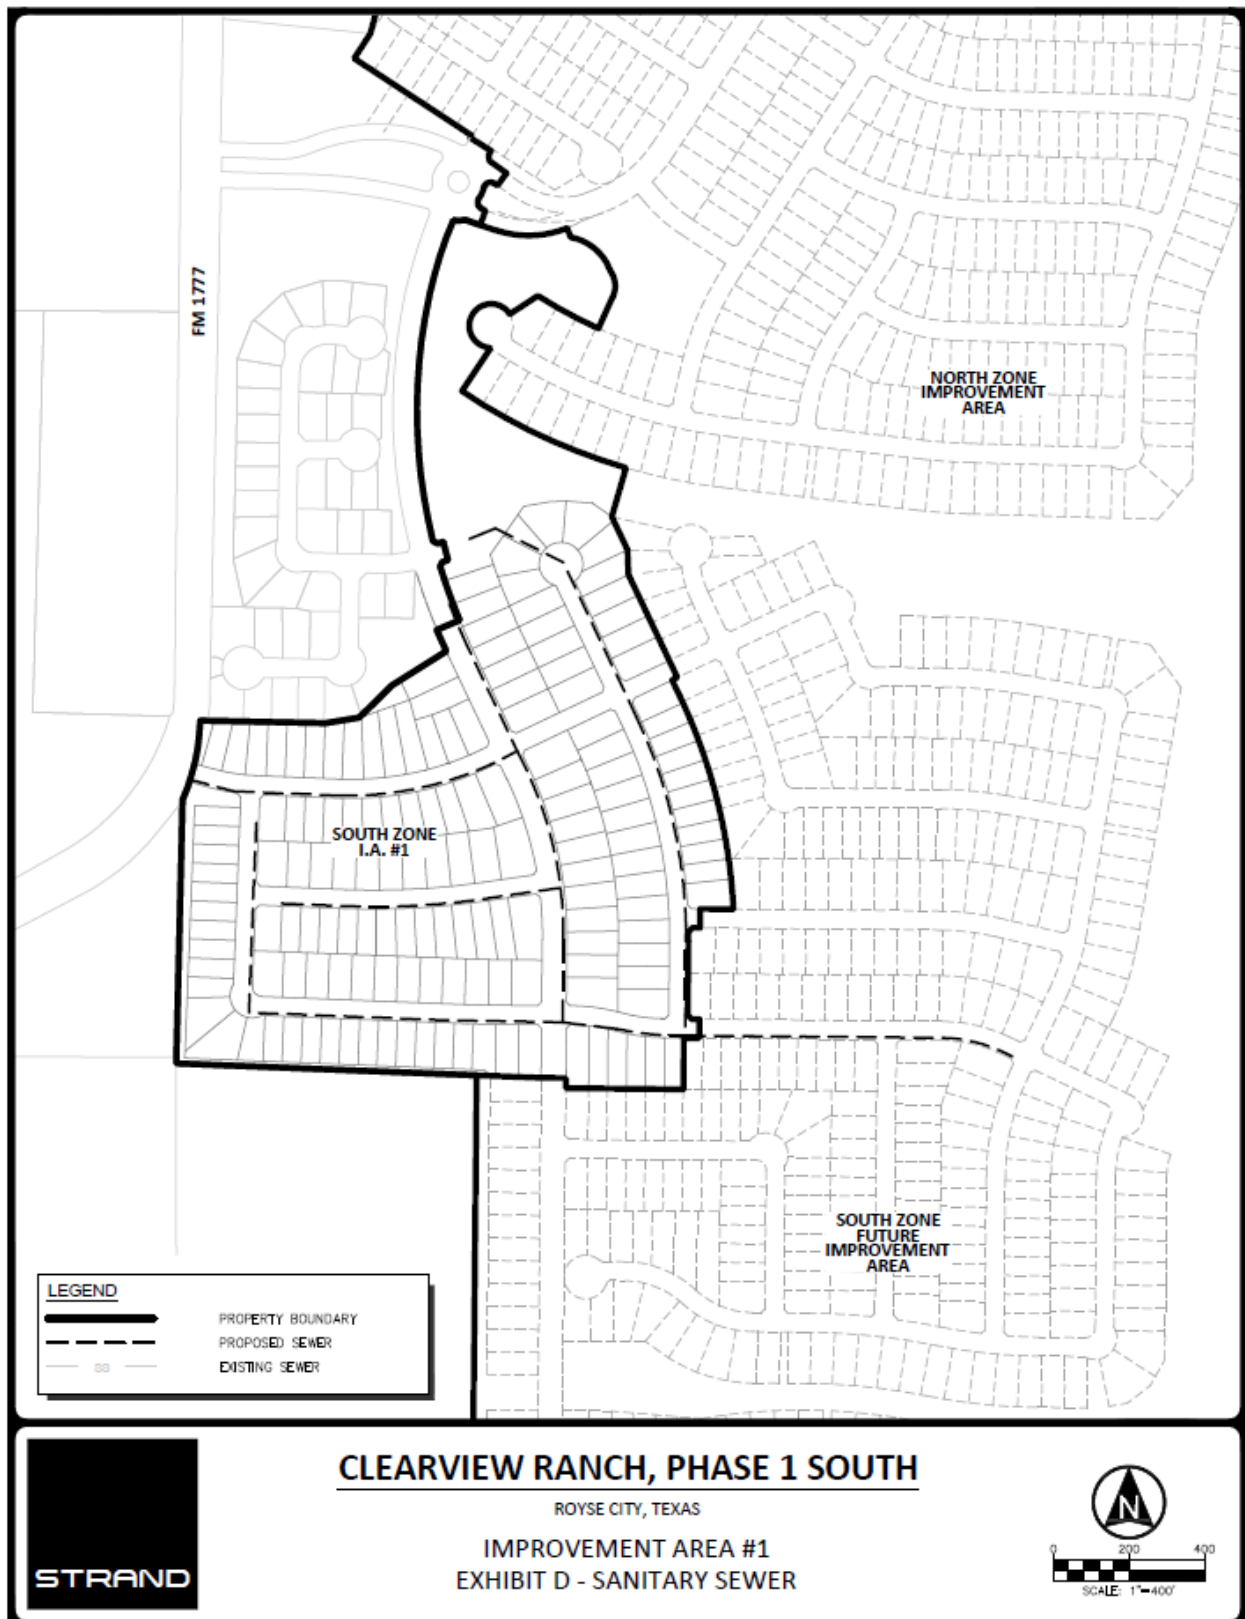 FM 1777
NORTH ZONE
IMPROVEMENT
AREA
SOUTH ZONE
I.A. #1
SOUTH ZONE
FUTURE
IMPROVEMENT
AREA
LEGEND
PROPERTY BOUNDARY
PROPOSED SEWER
SS
EXISTING SEWER
STRAND
CLEARVIEW RANCH, PHASE 1 SOUTH
ROYSE CITY, TEXAS
IMPROVEMENT AREA #1
EXHIBIT D - SANITARY SEWER
N
0 200 400
SCALE: 1"=400'